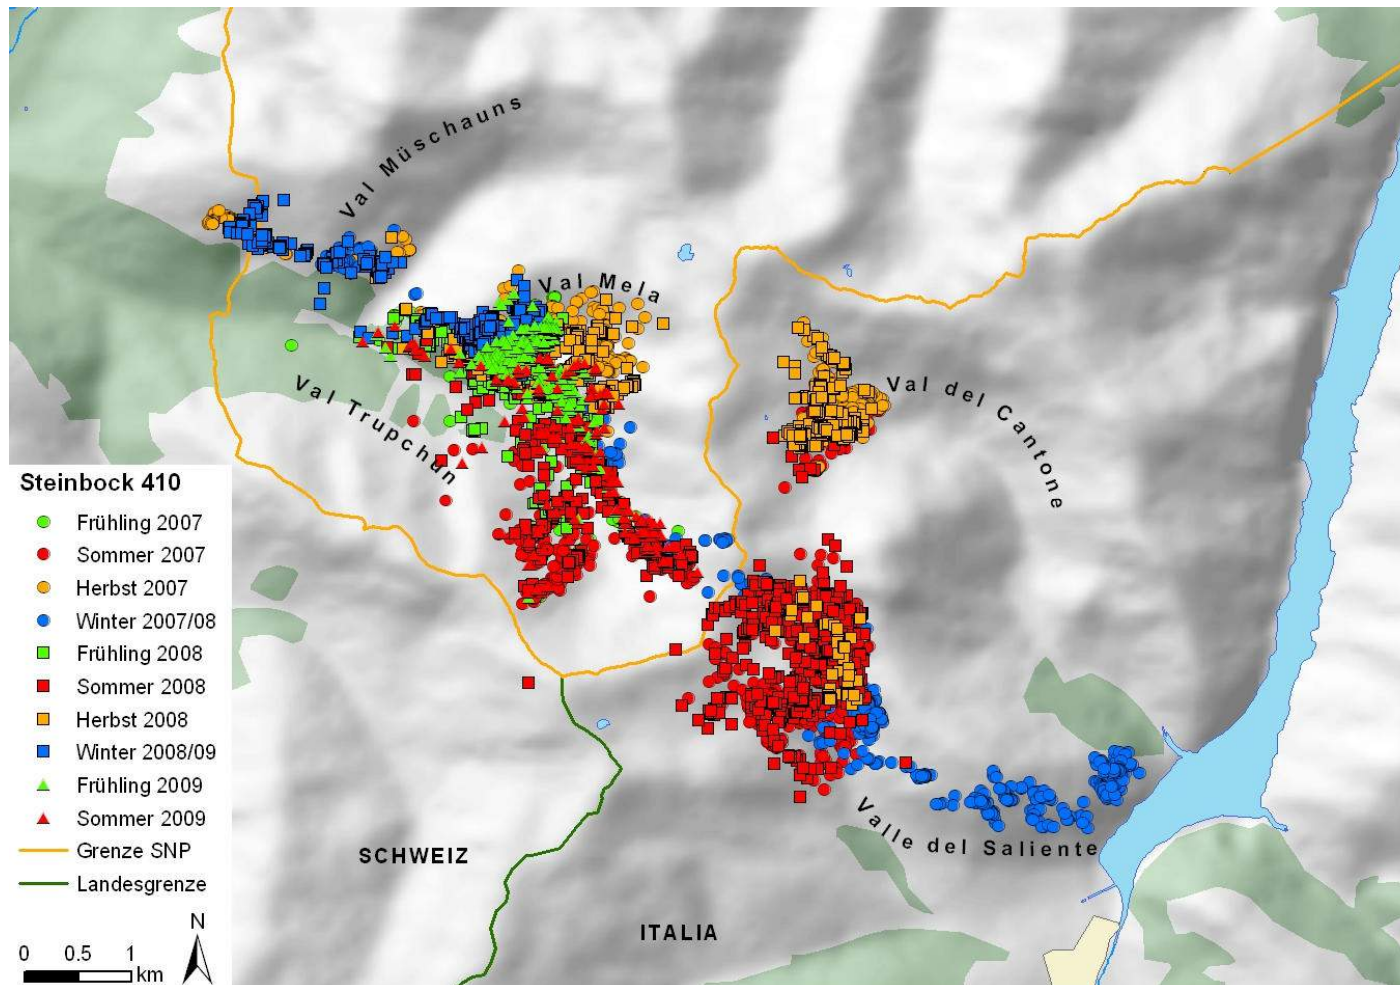 Val Müschauns
Val Mela
Val Trupchun
Val del Cantone
Steinbock 410
Frühling 2007
Sommer 2007
Herbst 2007
Winter 2007/08
Frühling 2008
Sommer 2008
Herbst 2008
Winter 2008/09
Frühling 2009
Sommer 2009
Grenze SNP
Landesgrenze
N
0 0.5 1
km
Valle del Saliente
SCHWEIZ
ITALIA